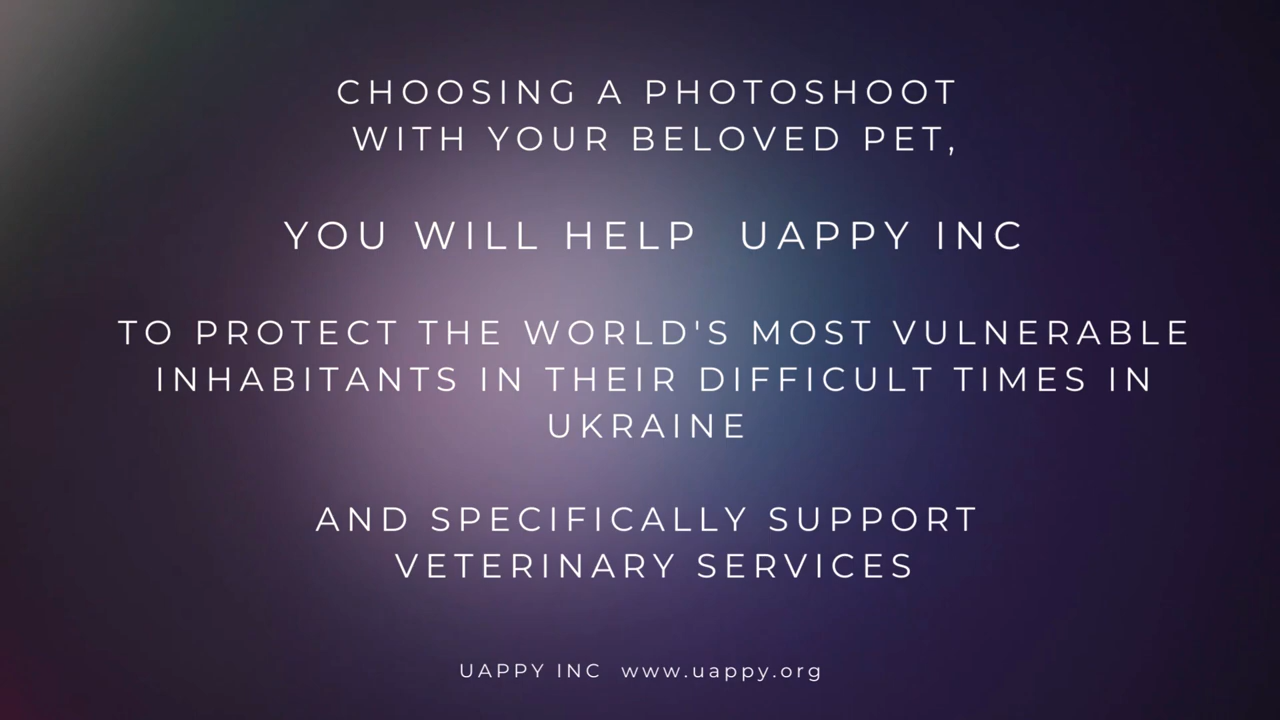 CHOOSING A PHOTOSHOOT
WITH YOUR BELOVED PET,
YOU WILL HELP UAPPY INC
TO PROTECT THE WORLD'S MOST VULNERABLE
INHABITANTS IN THEIR DIFFICULT TIMES IN
UKRAINE
AND SPECIFICALLY SUPPORT
VETERINARY SERVICES
UAPPY INC www.uappy.org